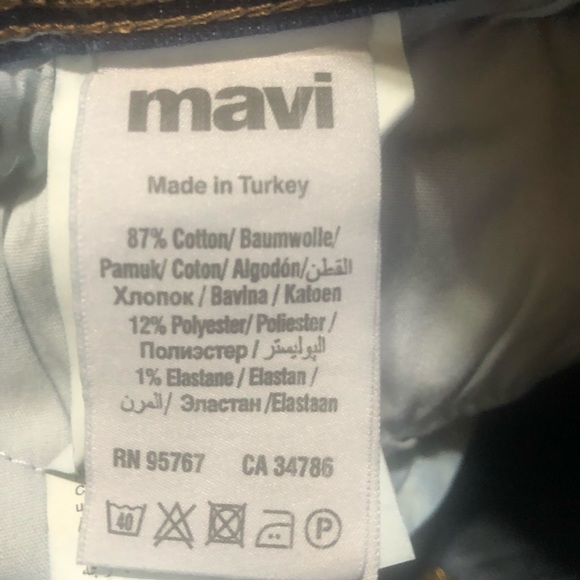 mavi
Made in Turkey
87% Cotton/ Baumwolle/
Pamuk/ Coton/ Algodón/القطن
Хлопок / Bavlna / Katoen
12% Polyester/ Poliester /
Полиэстер / البوليستر
1% Elastane / Elastan /
المرن/ Эластан /Elastaan
RN 95767 CA 34786
40 P